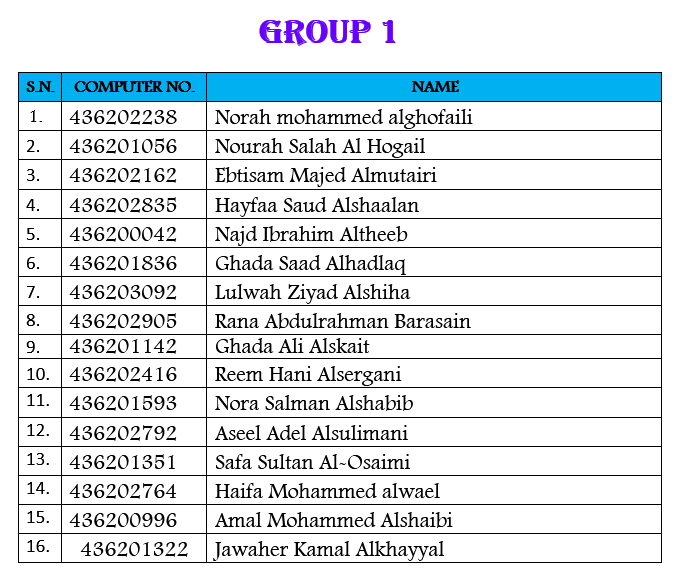 GROUP 1
S.N. COMPUTER NO. NAME
1. 436202238 Norah mohammed alghofaili
2. 436201056 Nourah Salah Al Hogail
3. 436202162 Ebtisam Majed Almutairi
4. 436202835 Hayfaa Saud Alshaalan
5. 436200042 Najd Ibrahim Altheeb
6. 436201836 Ghada Saad Alhadlaq
7. 436203092 Lulwah Ziyad Alshiha
8. 436202905 Rana Abdulrahman Barasain
9. 436201142 Ghada Ali Alskait
10. 436202416 Reem Hani Alsergani
11. 436201593 Nora Salman Alshabib
12. 436202792 Aseel Adel Alsulimani
13. 436201351 Safa Sultan Al-Osaimi
14. 436202764 Haifa Mohammed alwael
15. 436200996 Amal Mohammed Alshaibi
16. 436201322 Jawaher Kamal Alkhayyal